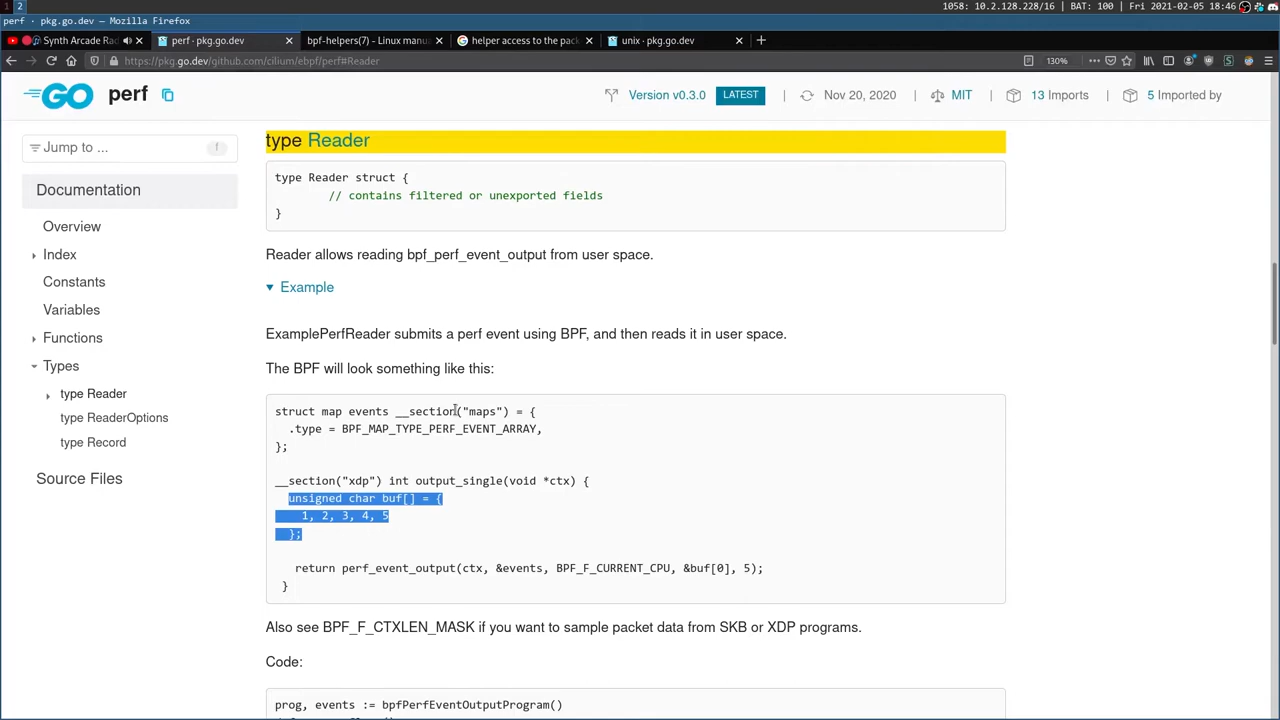 1 2 1058: 10.2.128.228/16 | BAT: 100 | Fri 2021-02-05 18:46
perf · pkg.go.dev — Mozilla Firefox
Synth Arcade Rad
perf · pkg.go.dev
bpf-helpers(7) - Linux manu
helper access to the pack
unix · pkg.go.dev
https://pkg.go.dev/github.com/cilium/ebpf/perf#Reader 130%
GO perf Version v0.3.0 LATEST | Nov 20, 2020 | MIT 13 Imports 5 Imported by
Jump to ... f
Documentation
Overview
Index
Constants
Variables
Functions
Types
type Reader
type ReaderOptions
type Record
Source Files
type Reader
type Reader struct {
// contains filtered or unexported fields
}
Reader allows reading bpf_perf_event_output from user space.
Example
ExamplePerfReader submits a perf event using BPF, and then reads it in user space.
The BPF will look something like this:
struct map events __section("maps") = {
.type = BPF_MAP_TYPE_PERF_EVENT_ARRAY,
};
__section("xdp") int output_single(void *ctx) {
unsigned char buf[] = {
1, 2, 3, 4, 5
};
return perf_event_output(ctx, &events, BPF_F_CURRENT_CPU, &buf[0], 5);
}
Also see BPF_F_CTXLEN_MASK if you want to sample packet data from SKB or XDP programs.
Code:
prog, events := bpfPerfEventOutputProgram()